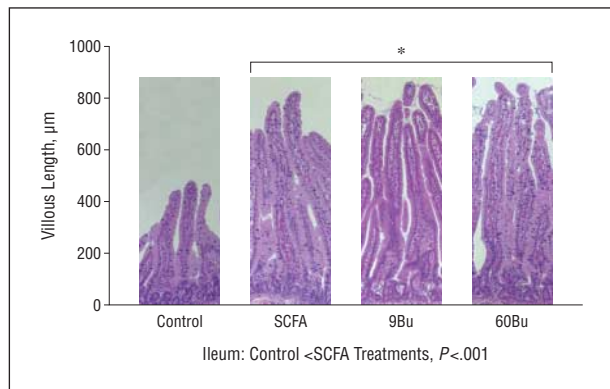 *
1000
800
600
400
200
0
Villous Length, µm
Control SCFA 9Bu 60Bu
Ileum: Control <SCFA Treatments, P<.001